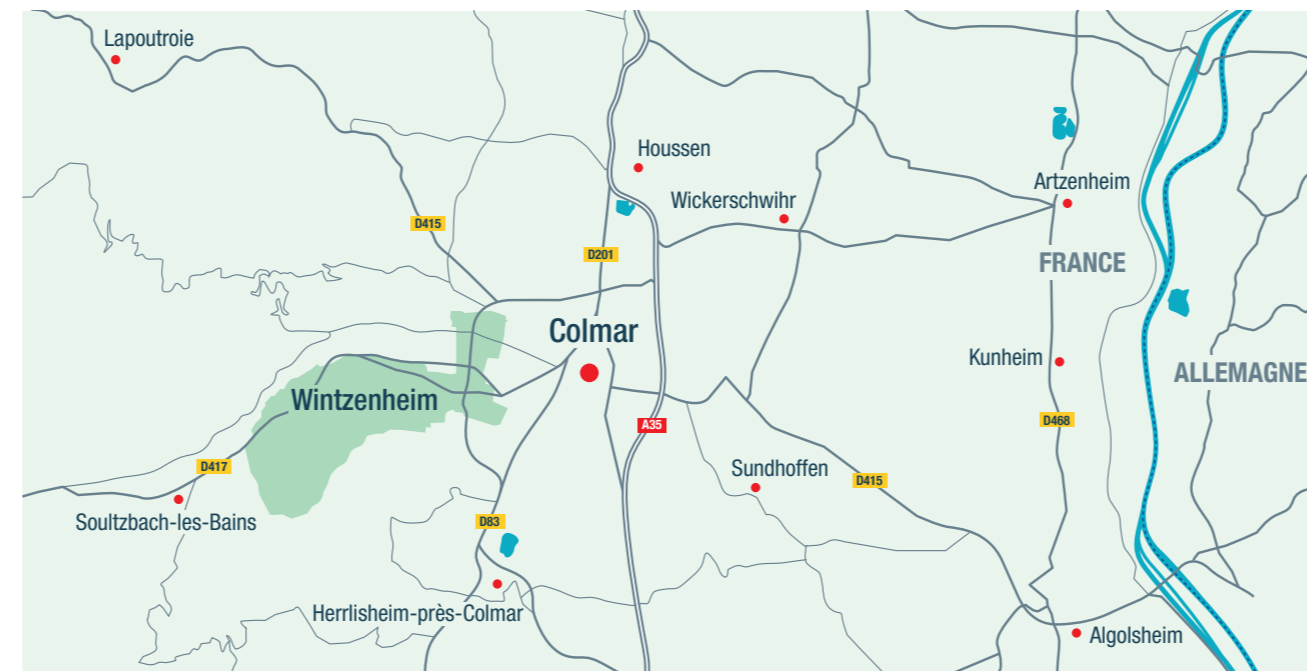 Lapoutroie
Houssen
Artzenheim
Wickerschwihr
D415
D201
FRANCE
Colmar
Kunheim
ALLEMAGNE
Wintzenheim
A35
D468
D417
Sundhoffen
D415
Soultzbach-les-Bains
D83
Herrlisheim-près-Colmar
Algolsheim